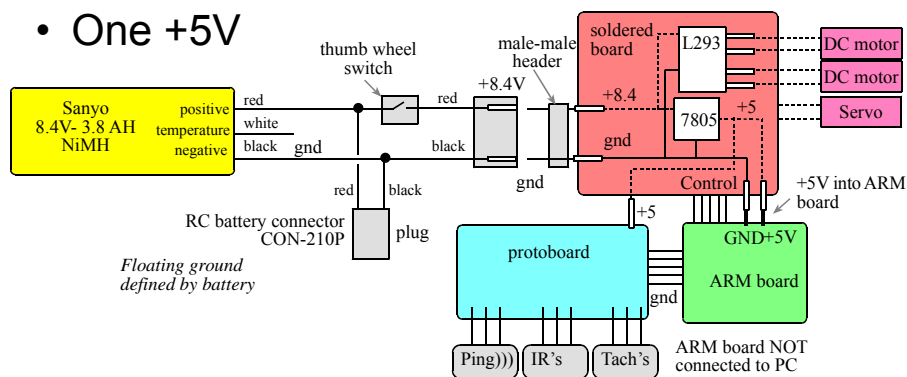 • One +5V
thumb wheel
switch
male-male
header
+8.4V
soldered
board
L293
DC motor
DC motor
Servo
Sanyo
8.4V- 3.8 AH
NiMH
positive
temperature
negative
red
white
black
gnd
red
black
gnd
+8.4
7805
+5
gnd
red
black
RC battery connector
CON-210P
plug
Floating ground
defined by battery
Control
+5
+5V into ARM
board
GND+5V
ARM board
protoboard
gnd
Ping)))
IR's
Tach's
ARM board NOT
connected to PC